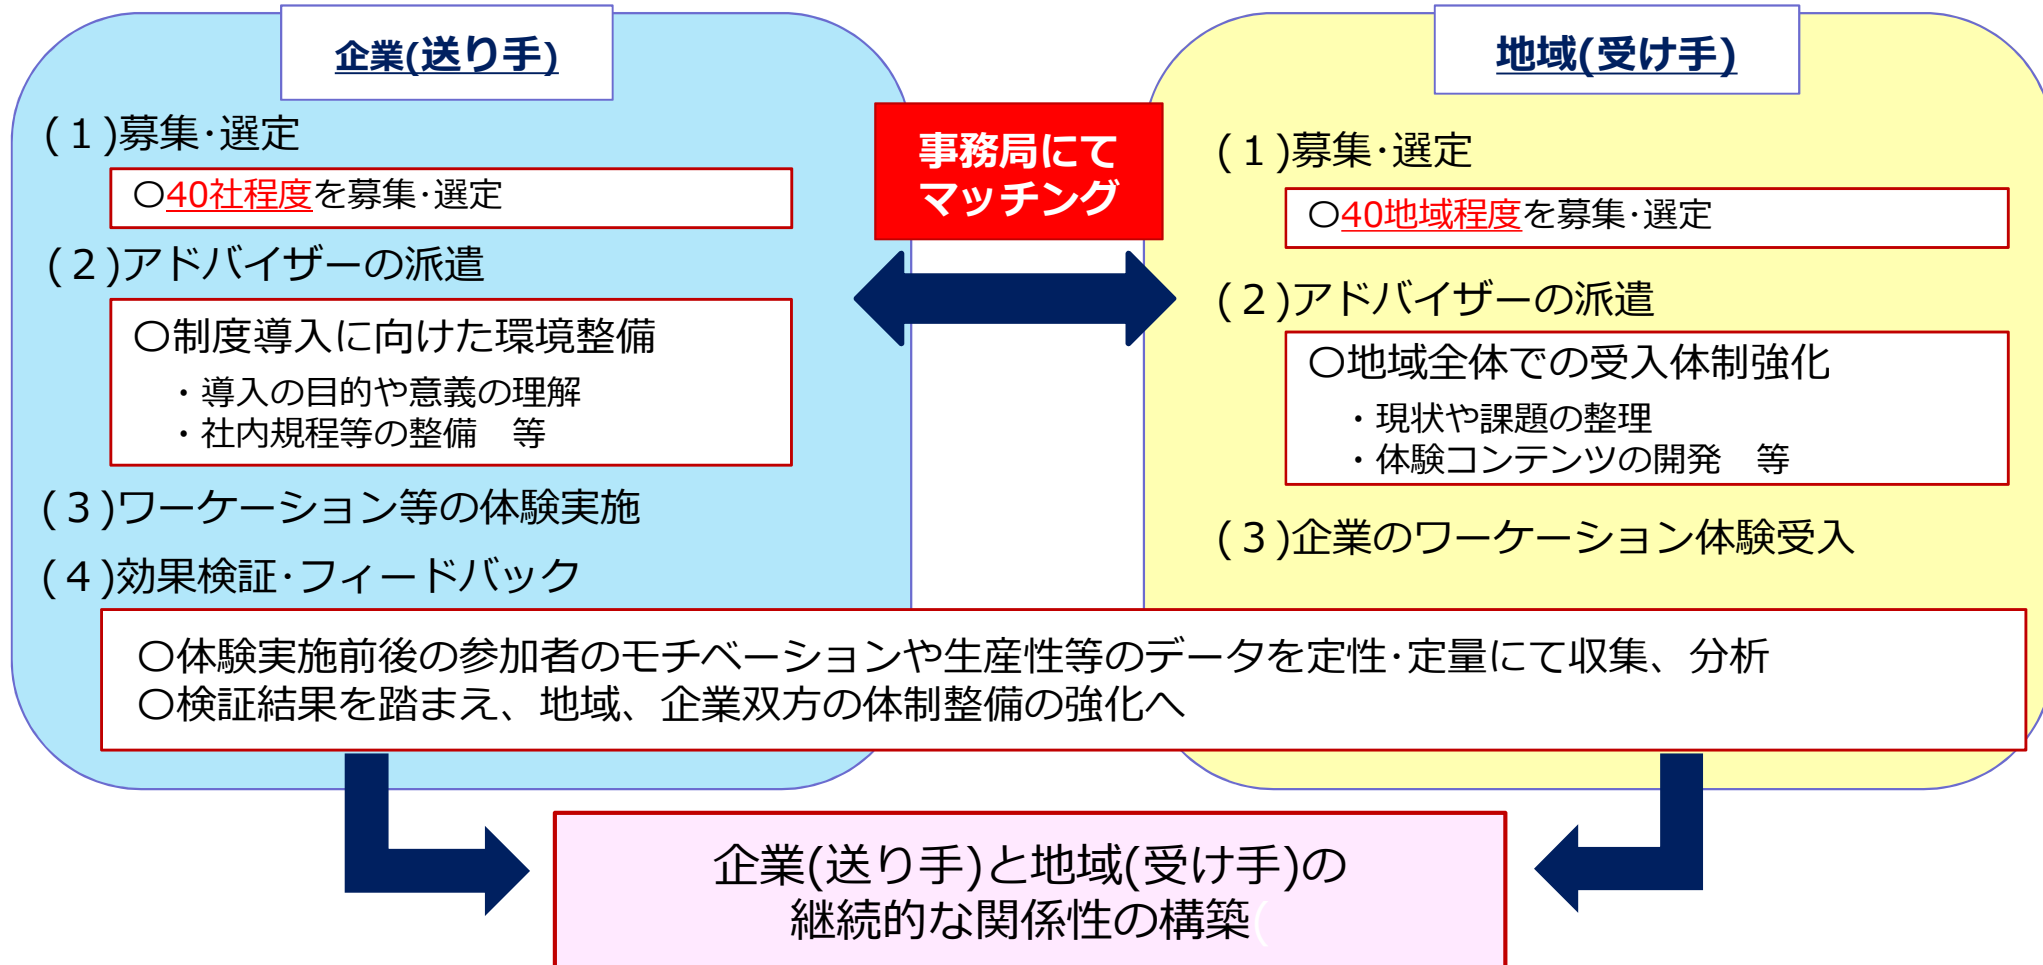 企業(送り手)
(１)募集･選定
〇40社程度を募集･選定
(２)アドバイザーの派遣
〇制度導入に向けた環境整備
・導入の目的や意義の理解
・社内規程等の整備　等
(３)ワーケーション等の体験実施
(４)効果検証･フィードバック
事務局にて
マッチング
地域(受け手)
(１)募集･選定
〇40地域程度を募集･選定
(２)アドバイザーの派遣
〇地域全体での受入体制強化
・現状や課題の整理
・体験コンテンツの開発　等
(３)企業のワーケーション体験受入
〇体験実施前後の参加者のモチベーションや生産性等のデータを定性･定量にて収集、分析
〇検証結果を踏まえ、地域、企業双方の体制整備の強化へ
企業(送り手)と地域(受け手)の
継続的な関係性の構築(